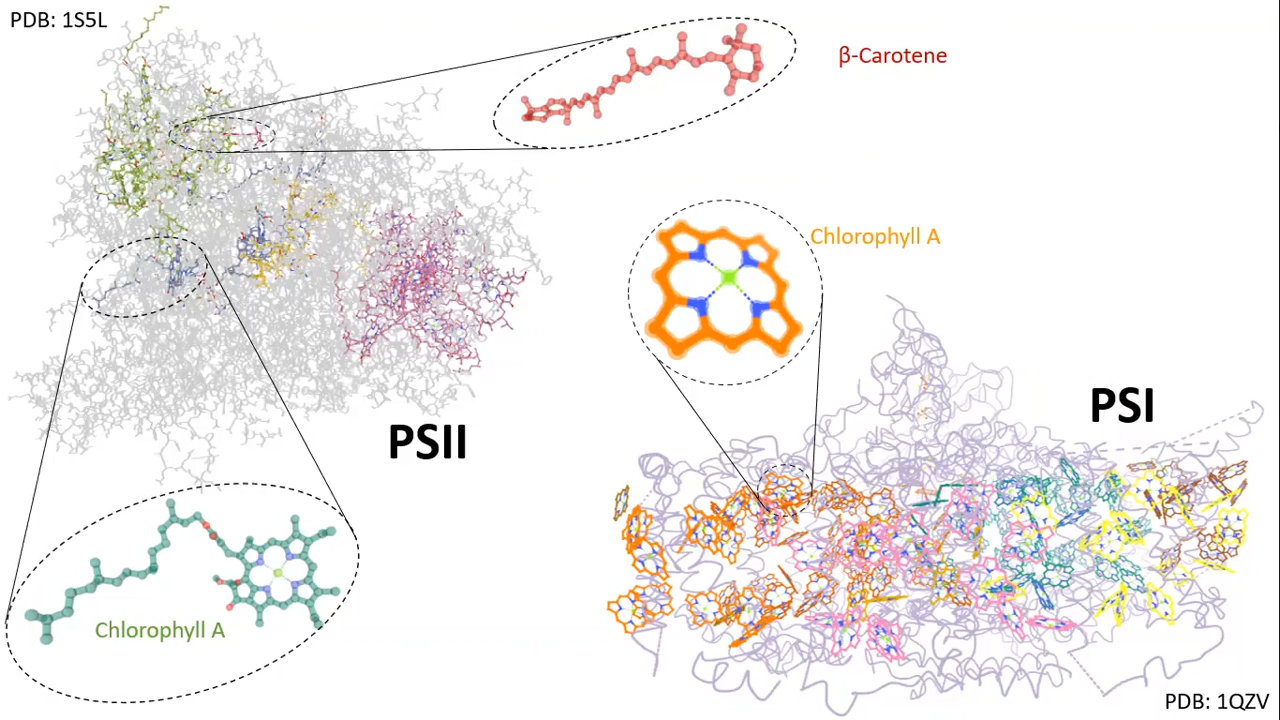 PDB: 1S5L
β-Carotene
Chlorophyll A
PSI
PSII
Chlorophyll A
PDB: 1QZV